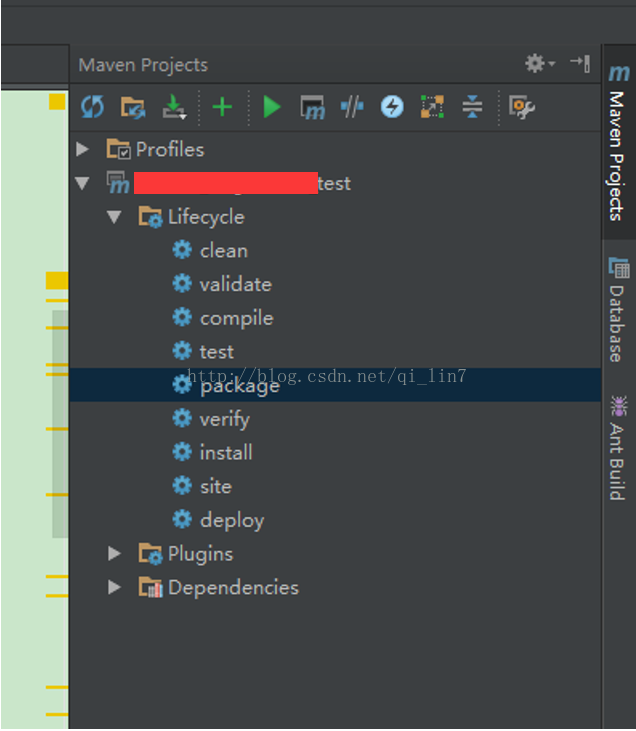 Maven Projects
Profiles
test
Lifecycle
clean
validate
compile
test
package
http://blog.csdn.net/qi_lin7
verify
install
site
deploy
Plugins
Dependencies
Maven Projects
Database
Ant Build